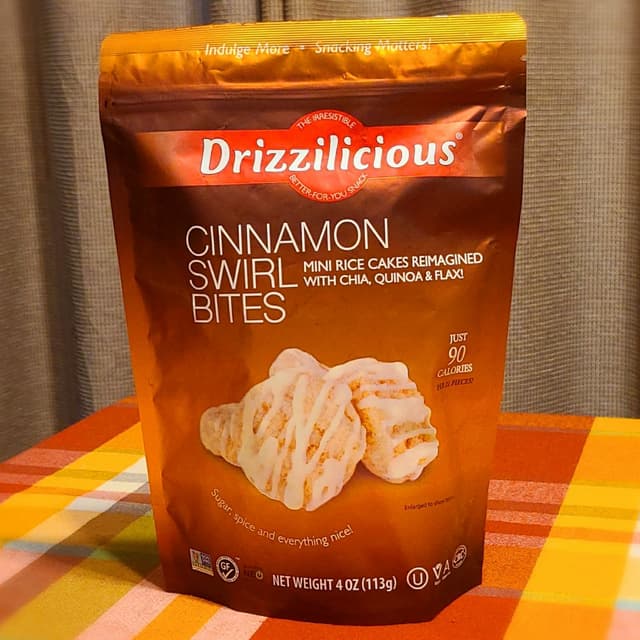 Indulge More • Snacking Matters!
THE IRRESISTIBLE
Drizzilicious®
BETTER-FOR-YOU SNACK
CINNAMON
SWIRL
BITES
MINI RICE CAKES REIMAGINED
WITH CHIA, QUINOA & FLAX!
JUST
90
CALORIES
Sugar, spice and everything nice!
Enlarged to show
GF
NET WEIGHT 4 OZ (113g)
U